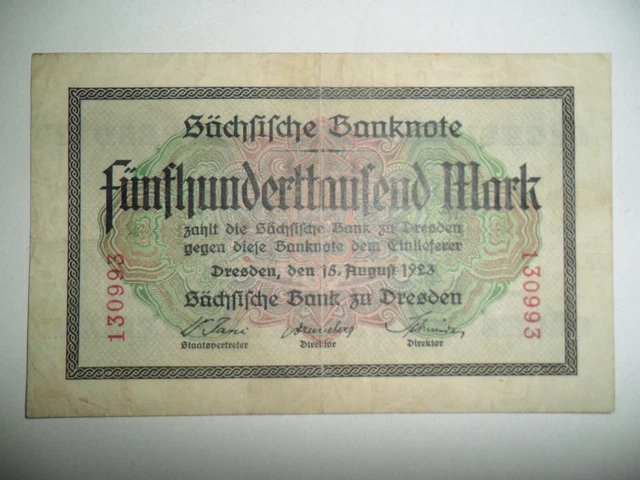 Sächsische Banknote
Fünfhunderttausend Mark
zahlt die Sächsische Bank zu Dresden
gegen diese Banknote dem Einlieferer
Dresden, den 15. August 1923
Sächsische Bank zu Dresden
Staatsvertreter Direktor Direktor
130993
130993